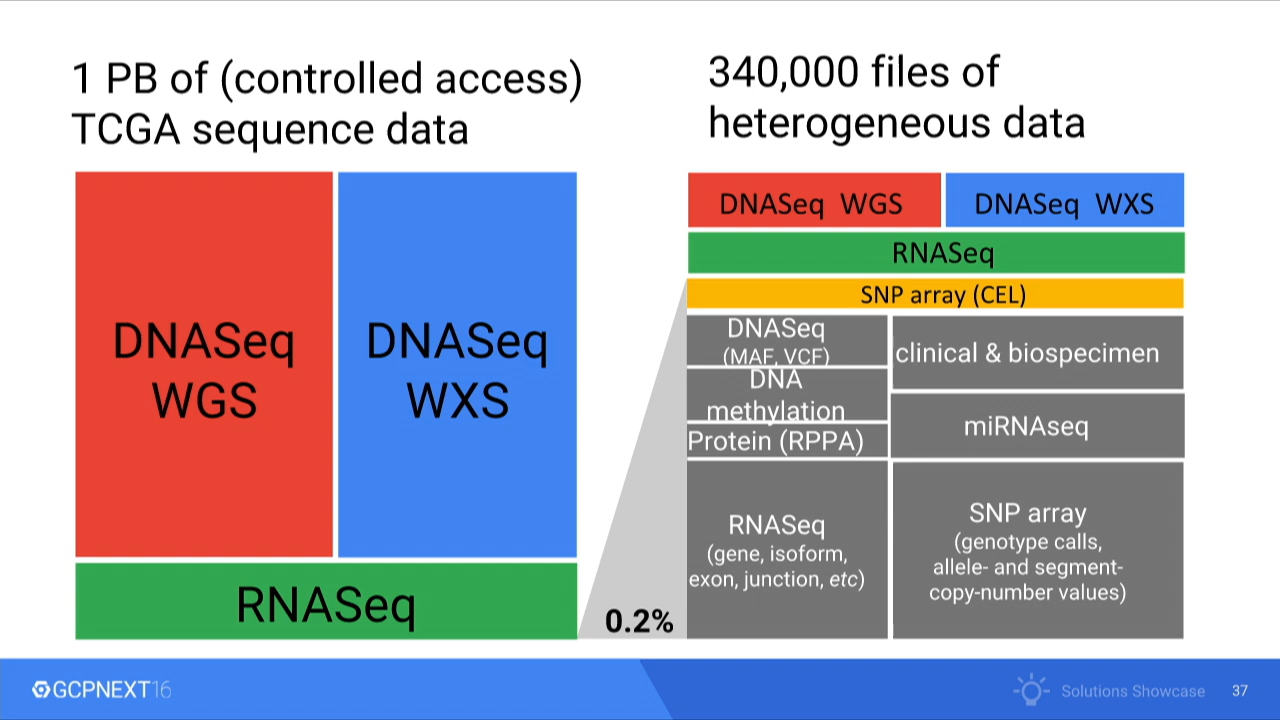 1 PB of (controlled access)
TCGA sequence data
DNASeq
WGS
DNASeq
WXS
RNASeq
0.2%
340,000 files of
heterogeneous data
DNASeq WGS
DNASeq WXS
RNASeq
SNP array (CEL)
DNASeq
(MAF, VCF)
DNA
methylation
Protein (RPPA)
RNASeq
(gene, isoform,
exon, junction, etc)
clinical & biospecimen
miRNAseq
SNP array
(genotype calls,
allele- and segment-
copy-number values)
GCPNEXT16
Solutions Showcase
37